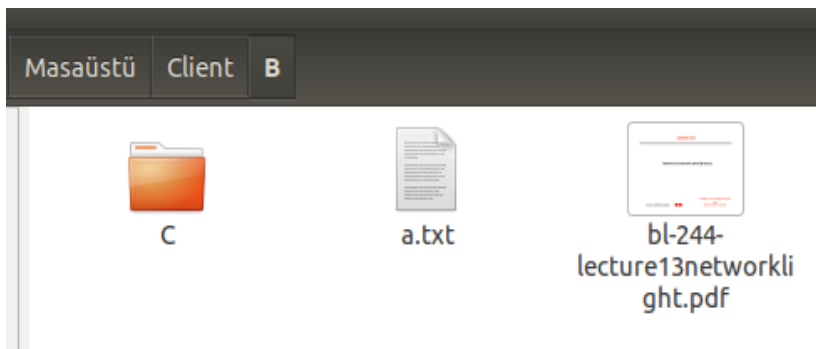 Masaüstü Client B
C
a.txt
bl-244-
lecture13networkli
ght.pdf